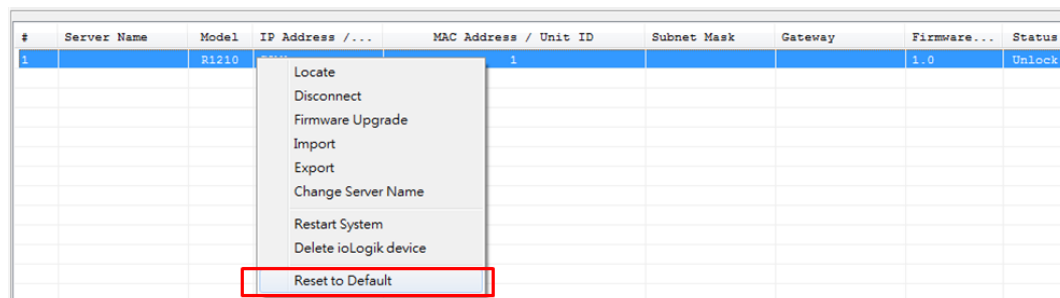 # Server Name Model IP Address /... MAC Address / Unit ID Subnet Mask Gateway Firmware... Status
1 R1210 1 1.0 Unlock
Locate
Disconnect
Firmware Upgrade
Import
Export
Change Server Name
Restart System
Delete ioLogik device
Reset to Default